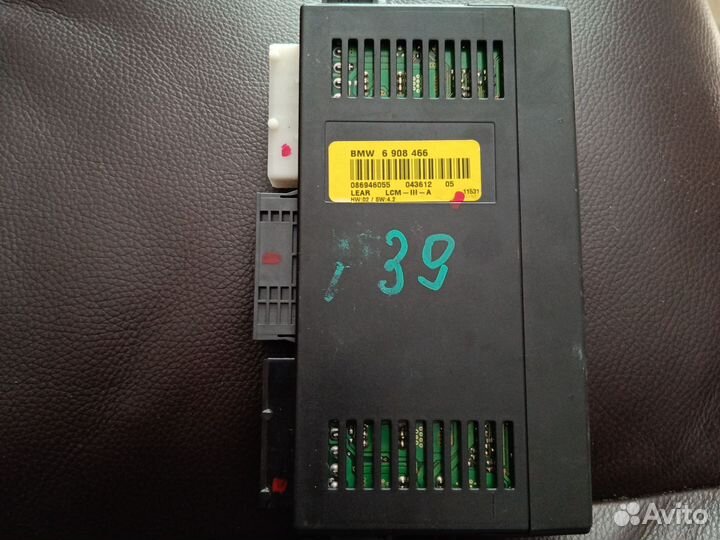 BMW 6 908 466
086946055 043612 05
LEAR LCM-III-A 11531
HW:02 / SW:4.2
39
Avito